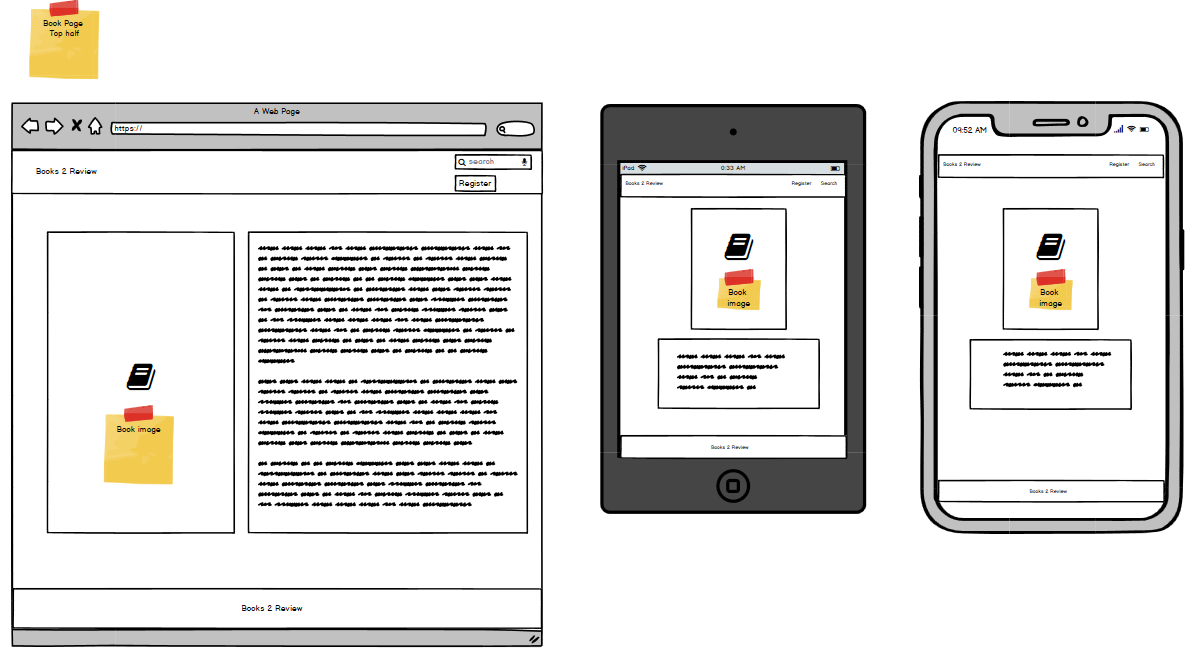 Book Page
Top half
A Web Page
https://
Books 2 Review
search
Register
Book image
Books 2 Review
iPad
0:33 AM
Books 2 Review
Register
Search
Book
image
Books 2 Review
09:52 AM
Books 2 Review
Register
Search
Book
image
Books 2 Review